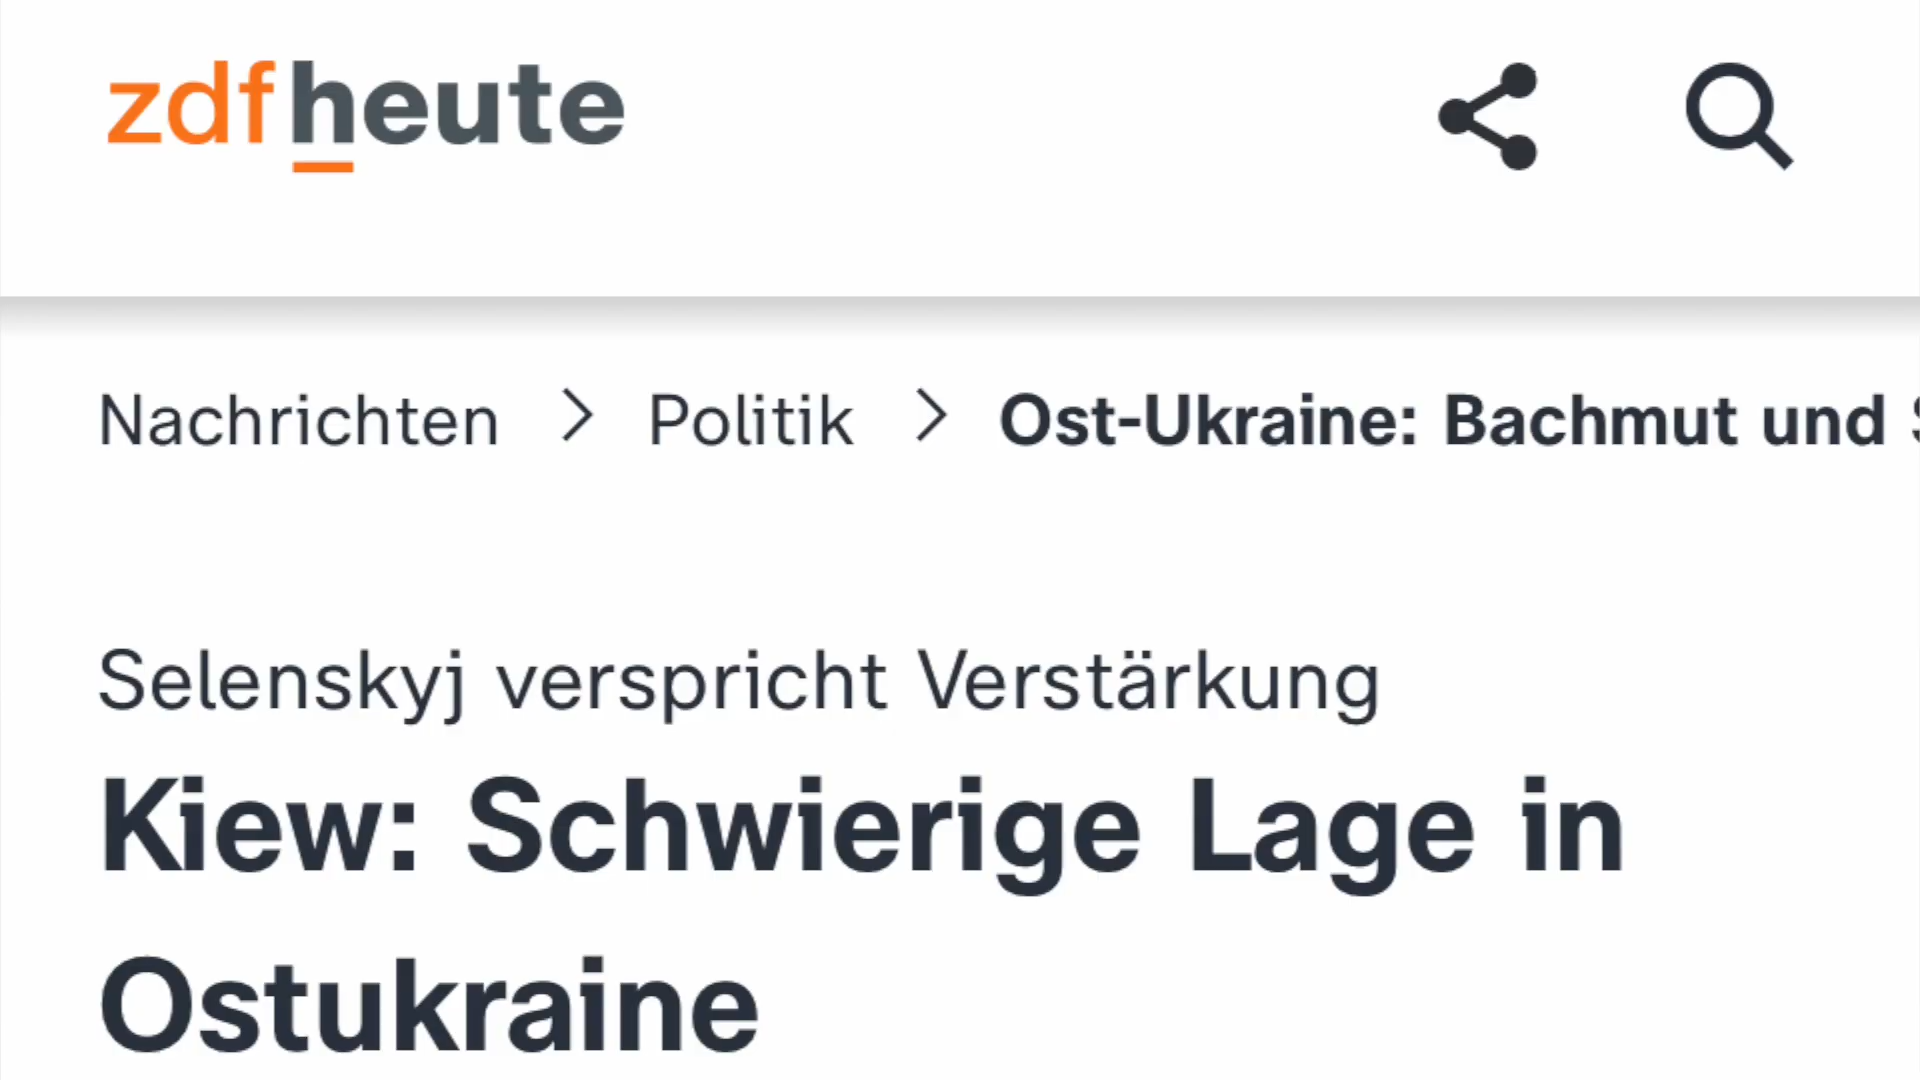 zdfheute
Nachrichten > Politik > Ost-Ukraine: Bachmut und
Selenskyj verspricht Verstärkung
Kiew: Schwierige Lage in
Ostukraine